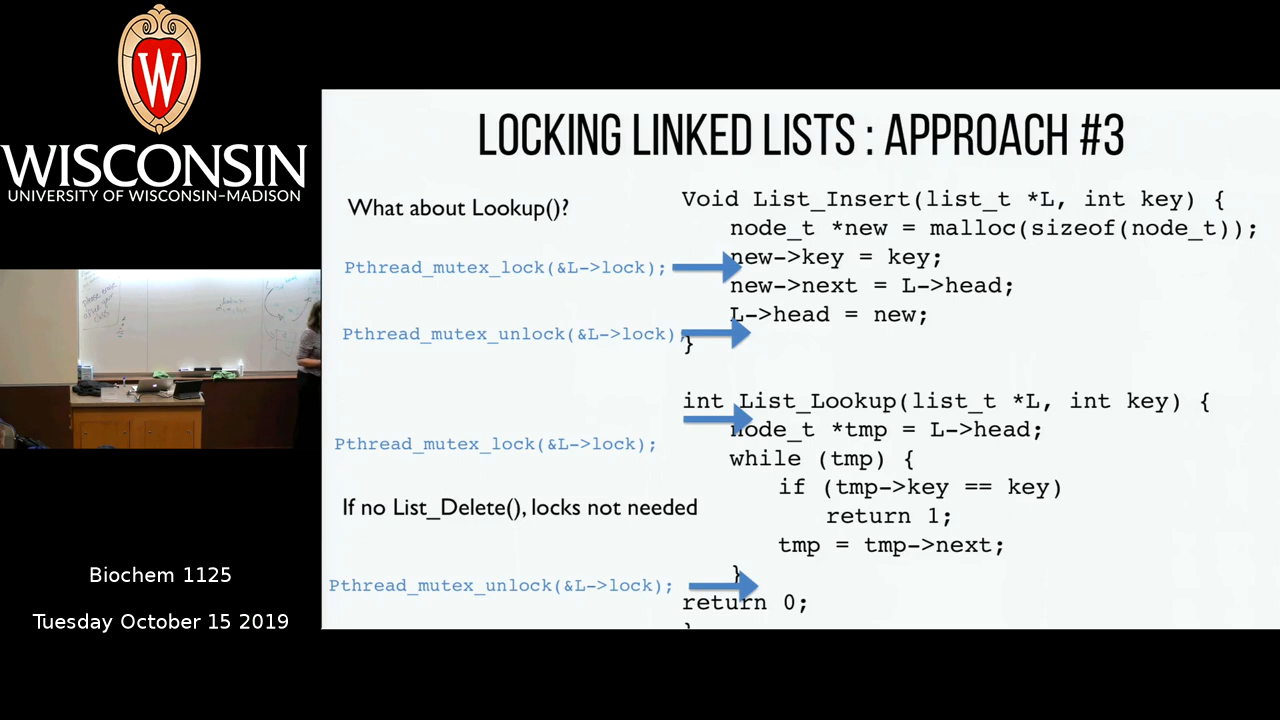 W
WISCONSIN
UNIVERSITY OF WISCONSIN-MADISON
Biochem 1125
Tuesday October 15 2019
LOCKING LINKED LISTS : APPROACH #3
What about Lookup()?
Pthread_mutex_lock(&L->lock);
Pthread_mutex_unlock(&L->lock);
Pthread_mutex_lock(&L->lock);
If no List_Delete(), locks not needed
Pthread_mutex_unlock(&L->lock);
Void List_Insert(list_t *L, int key) {
node_t *new = malloc(sizeof(node_t));
new->key = key;
new->next = L->head;
L->head = new;
}
int List_Lookup(list_t *L, int key) {
node_t *tmp = L->head;
while (tmp) {
if (tmp->key == key)
return 1;
tmp = tmp->next;
}
return 0;
}